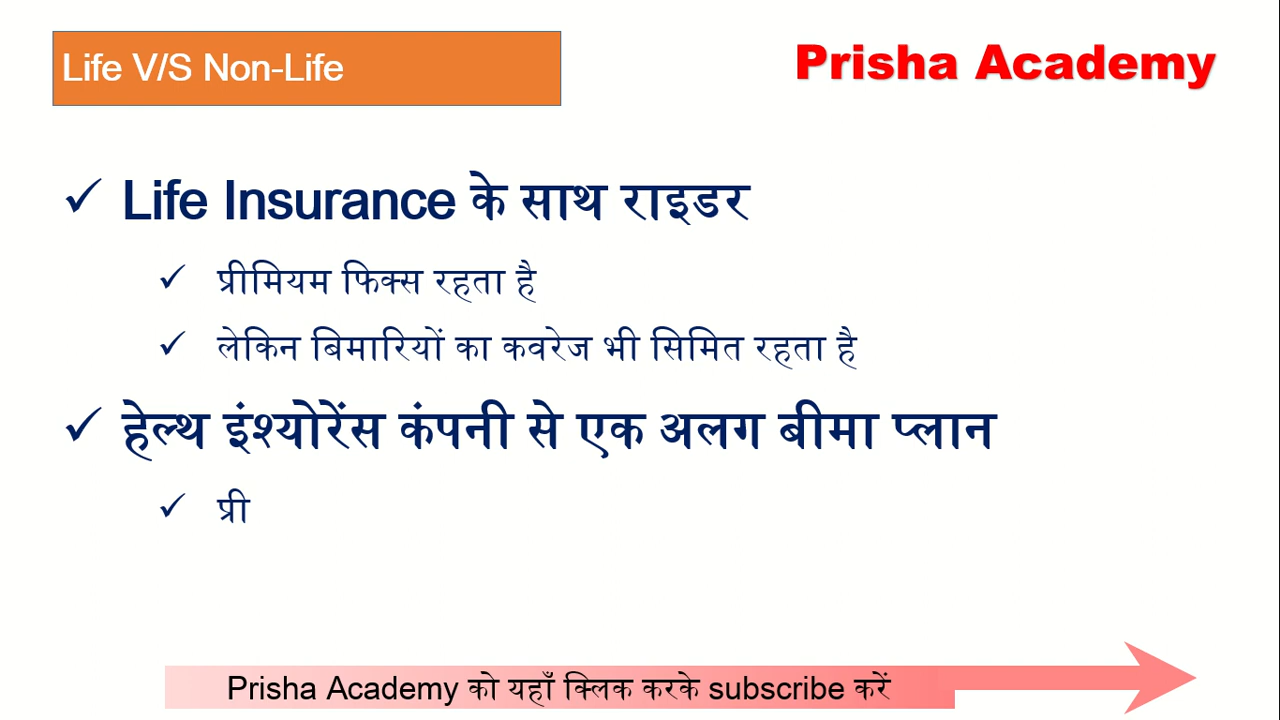 Life V/S Non-Life
Prisha Academy
Life Insurance के साथ राइडर
प्रीमियम फिक्स रहता है
लेकिन बिमारियों का कवरेज भी सिमित रहता है
हेल्थ इंश्योरेंस कंपनी से एक अलग बीमा प्लान
प्री
Prisha Academy को यहाँ क्लिक करके subscribe करें